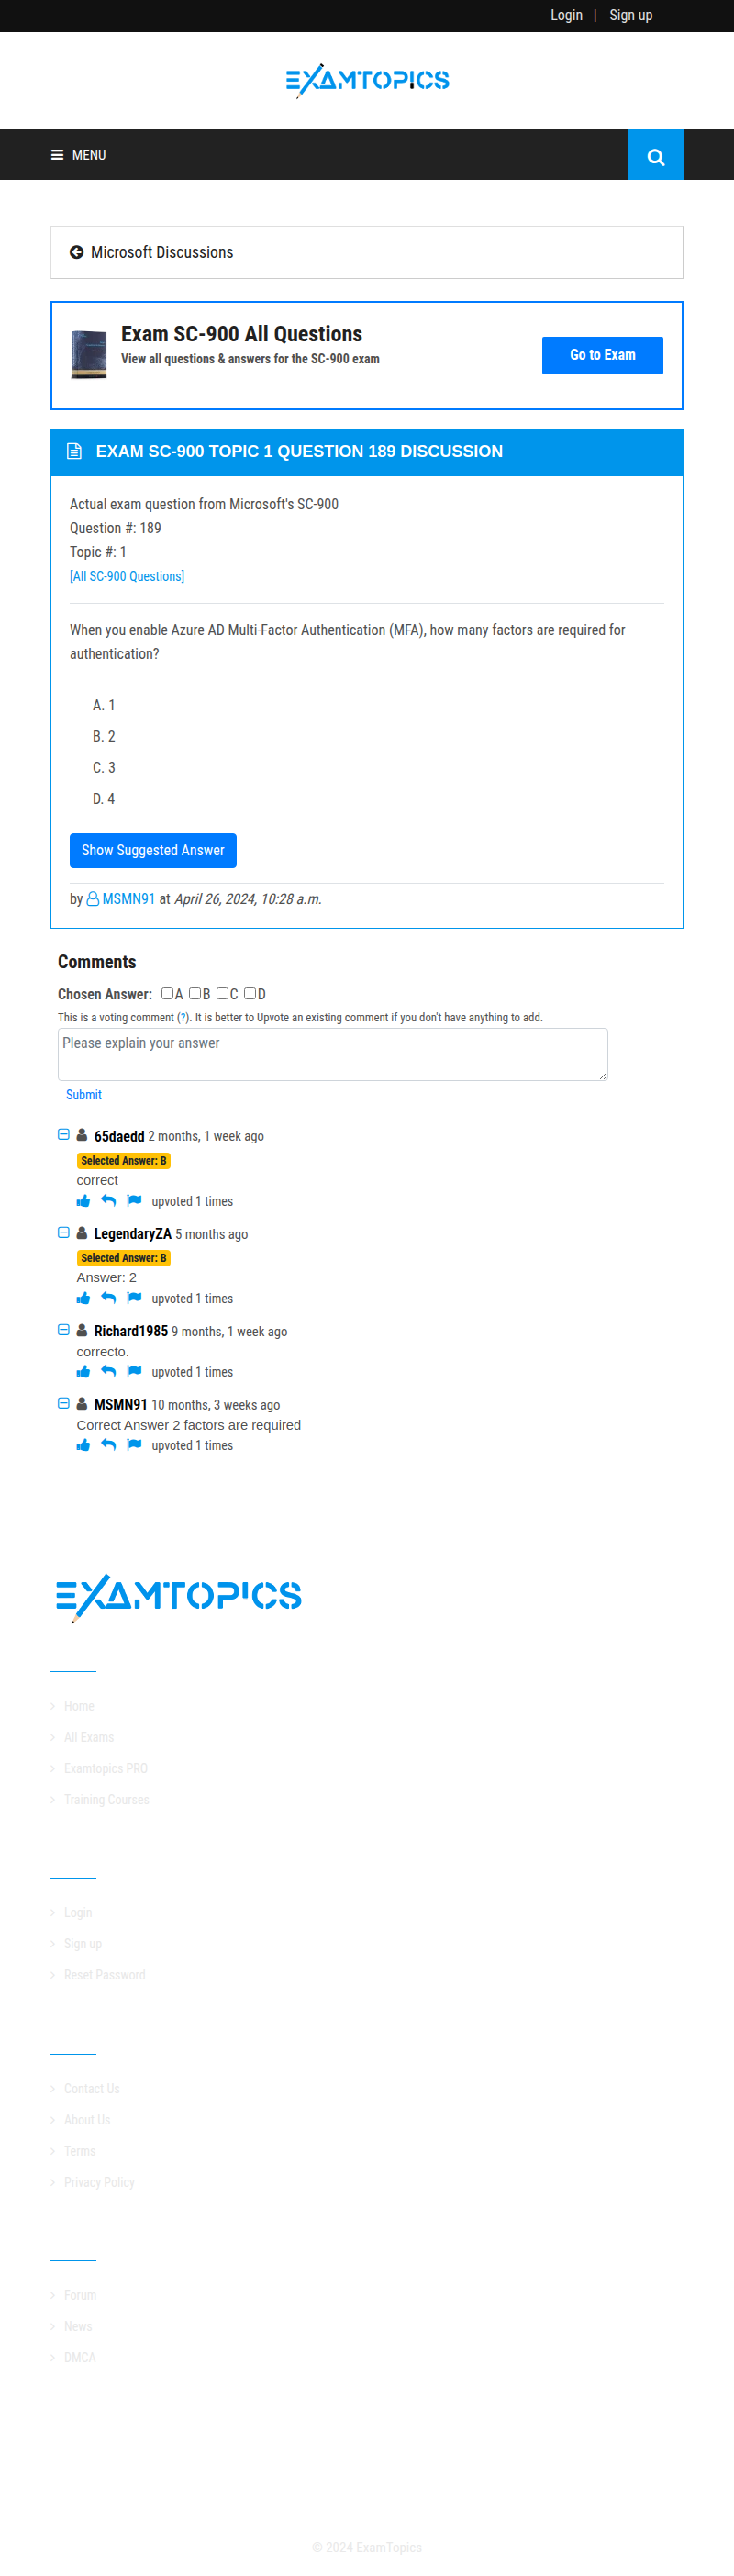 Login | Sign up
EXAMTOPICS
MENU
Microsoft Discussions
Exam SC-900 All Questions
View all questions & answers for the SC-900 exam
Go to Exam
EXAM SC-900 TOPIC 1 QUESTION 189 DISCUSSION
Actual exam question from Microsoft's SC-900
Question #: 189
Topic #: 1
[All SC-900 Questions]
When you enable Azure AD Multi-Factor Authentication (MFA), how many factors are required for
authentication?
A. 1
B. 2
C. 3
D. 4
Show Suggested Answer
by MSMN91 at April 26, 2024, 10:28 a.m.
Comments
Chosen Answer: A B C D
This is a voting comment (?). It is better to Upvote an existing comment if you don't have anything to add.
Please explain your answer
Submit
65daedd 2 months, 1 week ago
Selected Answer: B
correct
upvoted 1 times
LegendaryZA 5 months ago
Selected Answer: B
Answer: 2
upvoted 1 times
Richard1985 9 months, 1 week ago
correcto.
upvoted 1 times
MSMN91 10 months, 3 weeks ago
Correct Answer 2 factors are required
upvoted 1 times
EXAMTOPICS
Home
All Exams
Examtopics PRO
Training Courses
Login
Sign up
Reset Password
Contact Us
About Us
Terms
Privacy Policy
Forum
News
DMCA
© 2024 ExamTopics